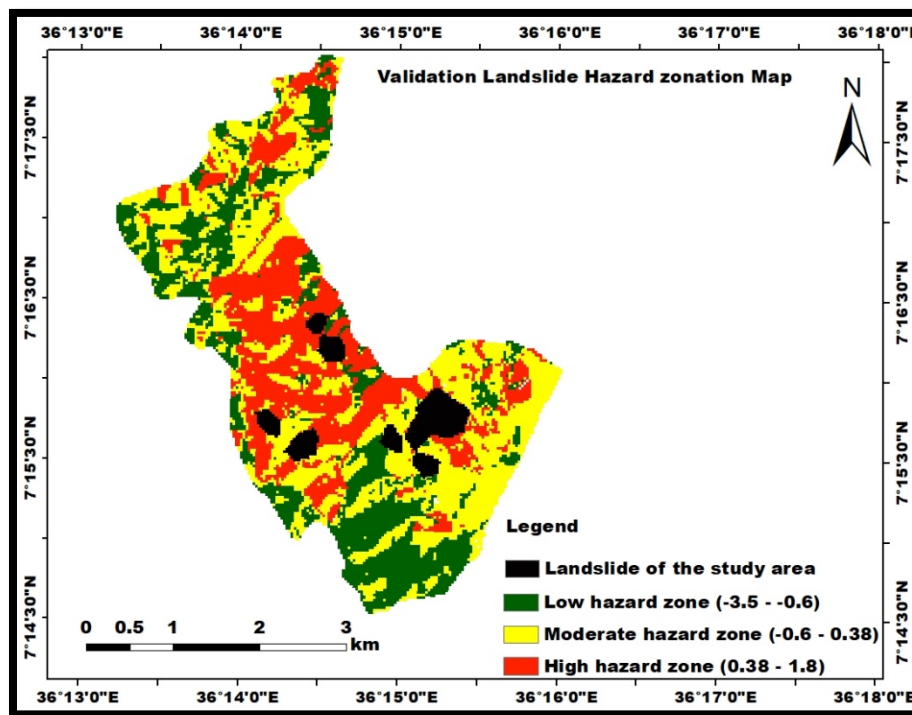 36°13'0"E 36°14'0"E 36°15'0"E 36°16'0"E 36°17'0"E 36°18'0"E
Validation Landslide Hazard zonation Map
N
7°17'30"N 7°17'30"N
7°16'30"N 7°16'30"N
7°15'30"N 7°15'30"N
7°14'30"N 7°14'30"N
Legend
Landslide of the study area
Low hazard zone (-3.5 - -0.6)
Moderate hazard zone (-0.6 - 0.38)
High hazard zone (0.38 - 1.8)
0 0.5 1 2 3
km
36°13'0"E 36°14'0"E 36°15'0"E 36°16'0"E 36°17'0"E 36°18'0"E